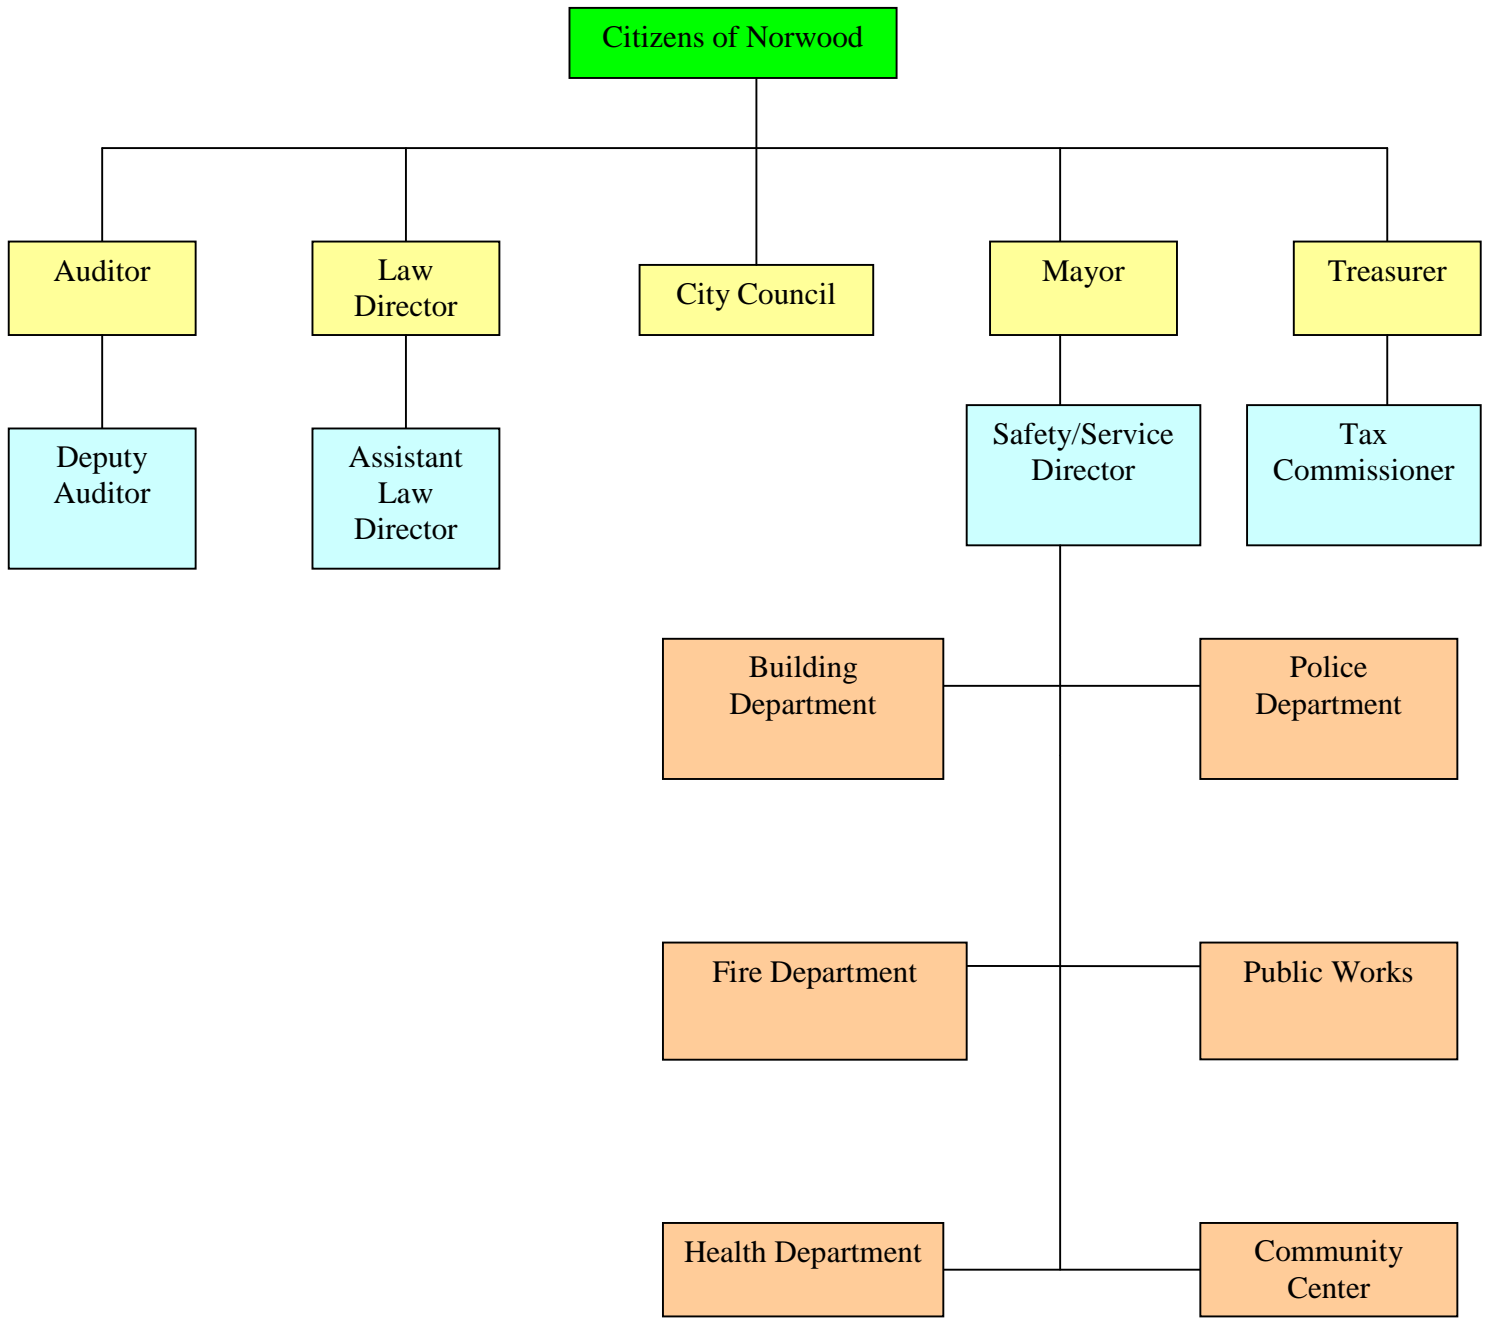 Citizens of Norwood
Auditor
Law
Director
City Council
Mayor
Treasurer
Deputy
Auditor
Assistant
Law
Director
Safety/Service
Director
Tax
Commissioner
Building
Department
Police
Department
Fire Department
Public Works
Health Department
Community
Center